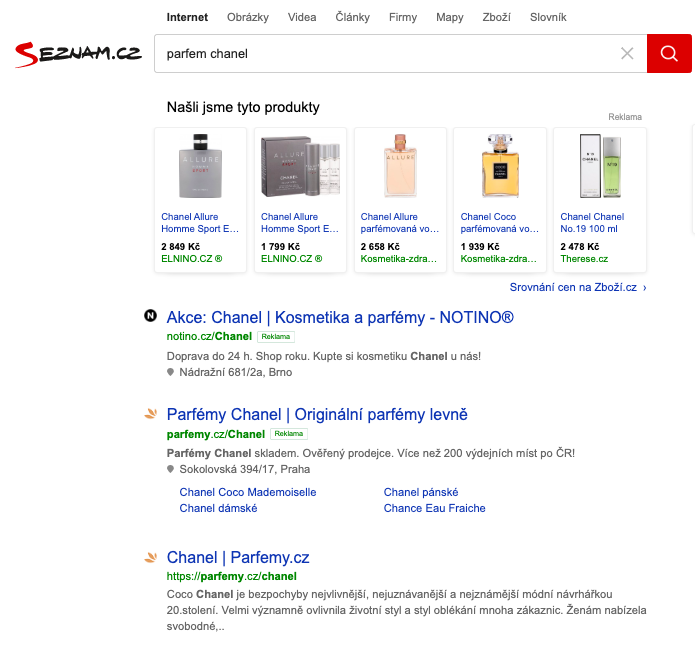 Internet Obrázky Videa Články Firmy Mapy Zboží Slovník
SEZNAM.CZ
parfem chanel
Našli jsme tyto produkty
Reklama
ALLURE
HOMME
SPORT
Chanel Allure
Homme Sport E...
2 849 Kč
ELNINO.CZ ®
ALLURE
CHANEL
Chanel Allure
Homme Sport E...
1 799 Kč
ELNINO.CZ ®
ALLURE
Chanel Allure
parfémovaná vo...
2 658 Kč
Kosmetika-zdra...
Chanel Coco
parfémovaná vo...
1 939 Kč
Kosmetika-zdra...
Chanel Chanel
No.19 100 ml
2 478 Kč
Therese.cz
Srovnání cen na Zboží.cz ›
N Akce: Chanel | Kosmetika a parfémy - NOTINO®
notino.cz/Chanel Reklama
Doprava do 24 h. Shop roku. Kupte si kosmetiku Chanel u nás!
Nádražní 681/2a, Brno
Parfémy Chanel | Originální parfémy levně
parfemy.cz/Chanel Reklama
Parfémy Chanel skladem. Ověřený prodejce. Více než 200 výdejních míst po ČR!
Sokolovská 394/17, Praha
Chanel Coco Mademoiselle Chanel pánské
Chanel dámské Chance Eau Fraiche
Chanel | Parfemy.cz
https://parfemy.cz/chanel
Coco Chanel je bezpochyby nejvlivnější, nejuznávanější a nejznámější módní návrhářkou
20.stolení. Velmi významně ovlivnila životní styl a styl oblékání mnoha zákaznic. Ženám nabízela
svobodné,..